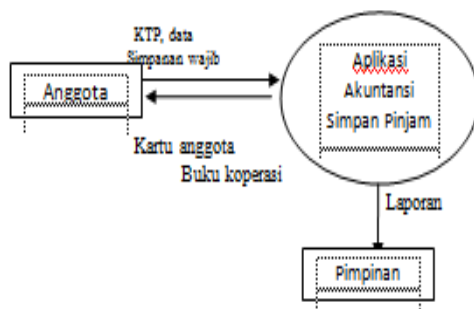 KTP, data
Simpanan wajib
Anggota
Aplikasi
Akuntansi
Simpan Pinjam
Kartu anggota
Buku koperasi
Laporan
Pimpinan